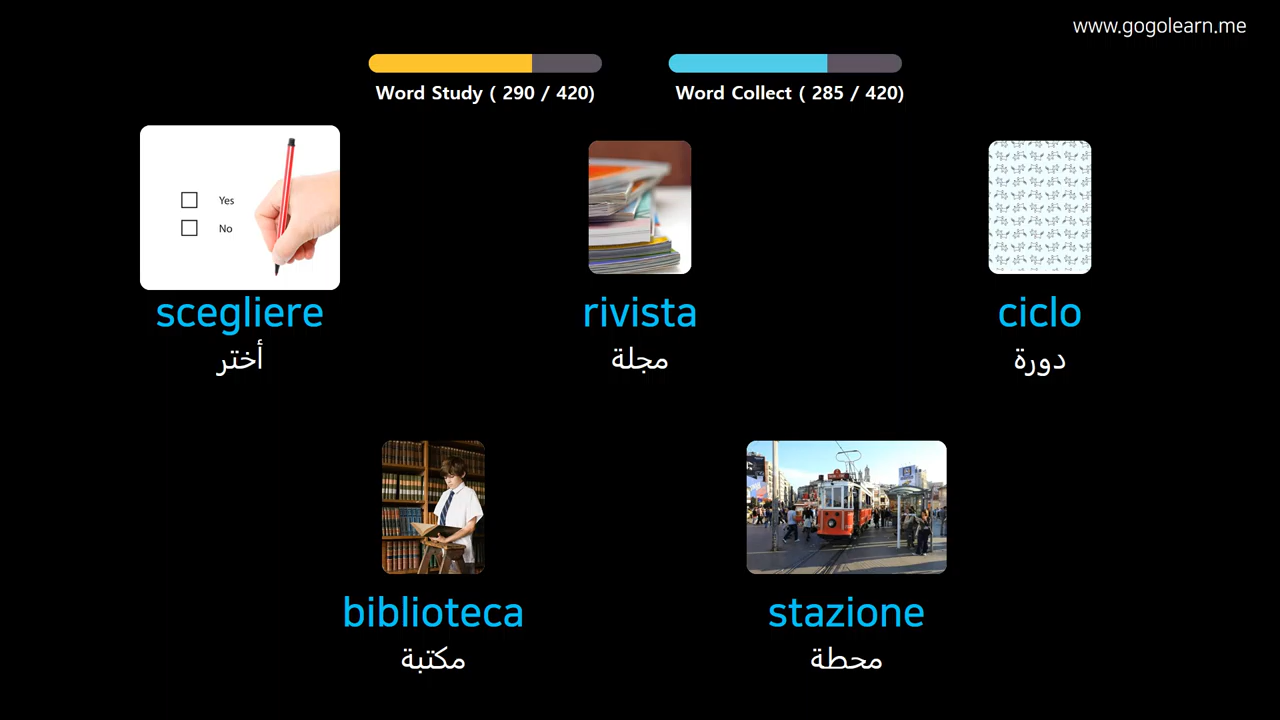 www.gogolearn.me
Word Study ( 290 / 420)
Word Collect ( 285 / 420)
Yes
No
scegliere
أختر
rivista
مجلة
ciclo
دورة
biblioteca
مكتبة
stazione
محطة